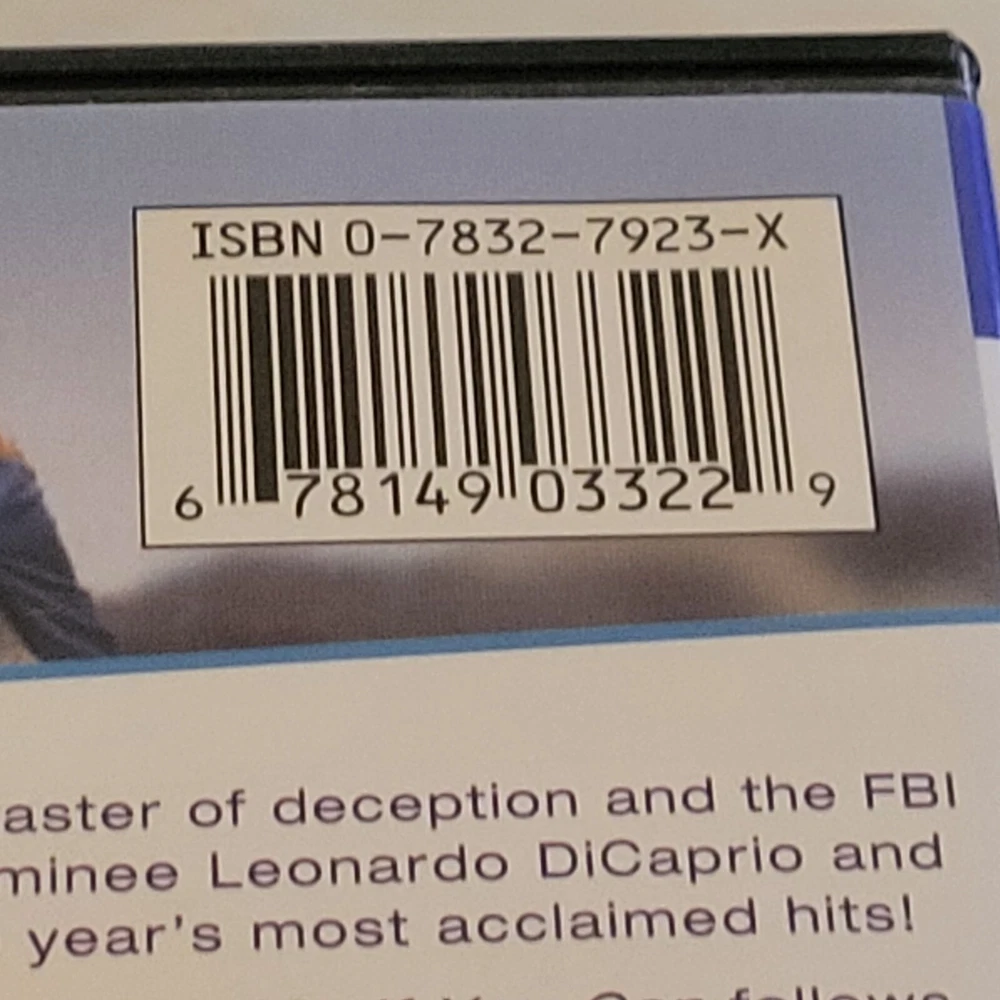 ISBN 0-7832-7923-X
6 78149 03322 9
aster of deception and the FBI
minee Leonardo DiCaprio and
year's most acclaimed hits!